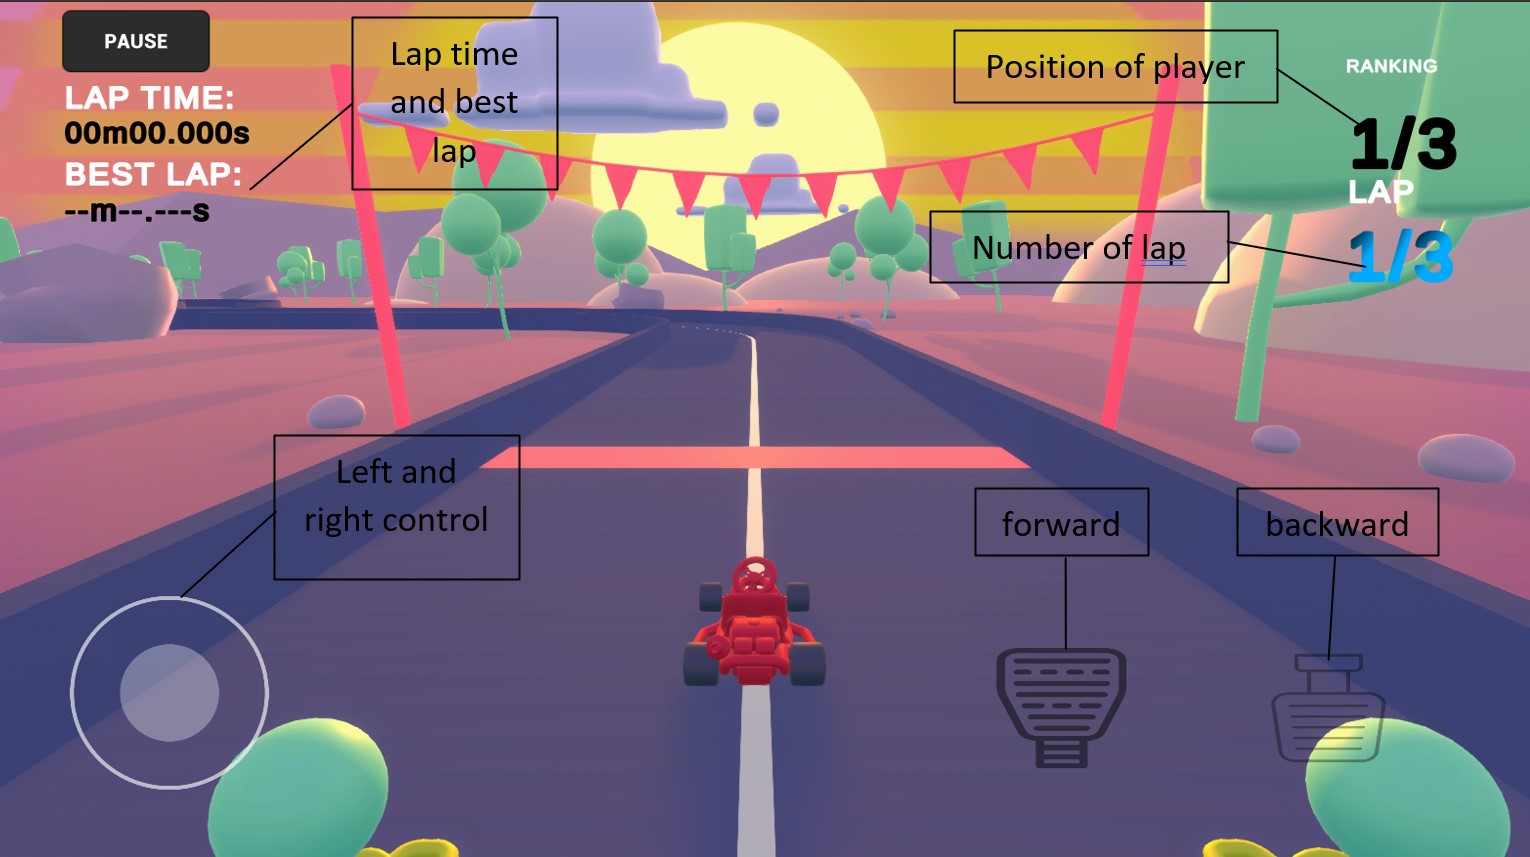 PAUSE
LAP TIME:
00m00.000s
BEST LAP:
--m--.---s
Lap time
and best
lap
Position of player
RANKING
1/3
LAP
1/3
Number of lap
Left and
right control
forward
backward